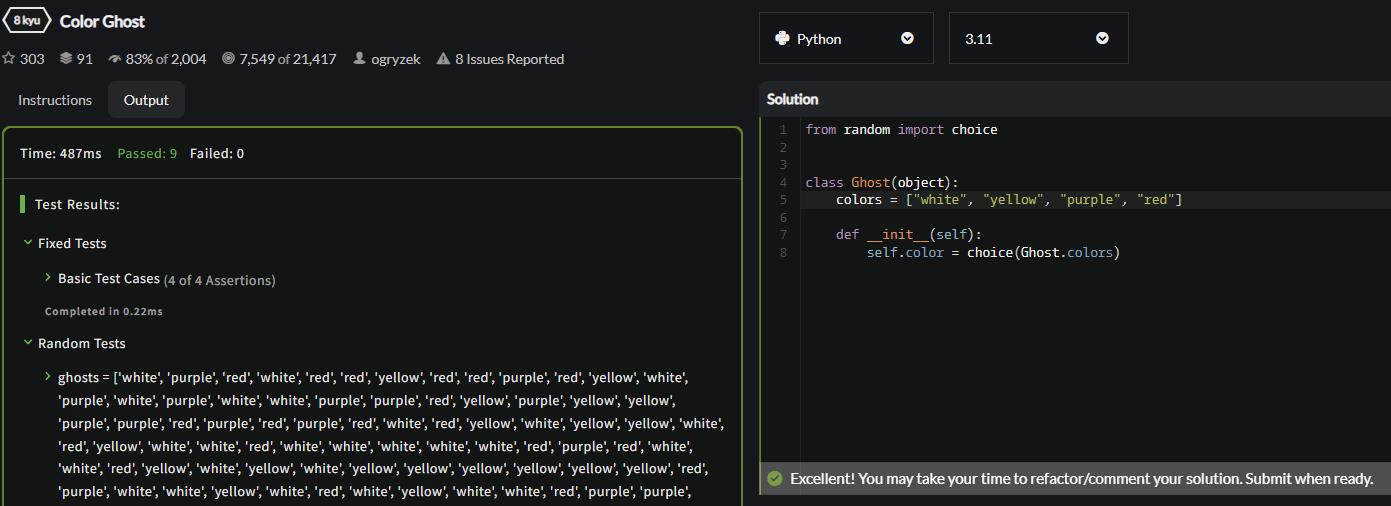 8 kyu Color Ghost
303 91 83% of 2,004 7,549 of 21,417 ogryzek 8 Issues Reported
Instructions Output
Time: 487ms Passed: 9 Failed: 0
Test Results:
Fixed Tests
Basic Test Cases (4 of 4 Assertions)
Completed in 0.22ms
Random Tests
ghosts = ['white', 'purple', 'red', 'white', 'red', 'red', 'yellow', 'red', 'red', 'purple', 'red', 'yellow', 'white',
'purple', 'white', 'purple', 'white', 'white', 'purple', 'purple', 'red', 'yellow', 'purple', 'yellow', 'yellow',
'purple', 'purple', 'red', 'purple', 'red', 'purple', 'red', 'white', 'red', 'yellow', 'white', 'yellow', 'yellow', 'white',
'red', 'yellow', 'white', 'white', 'red', 'white', 'white', 'white', 'white', 'white', 'red', 'purple', 'red', 'white',
'white', 'red', 'yellow', 'white', 'yellow', 'white', 'yellow', 'yellow', 'yellow', 'yellow', 'yellow', 'yellow', 'red',
'purple', 'white', 'white', 'yellow', 'white', 'red', 'white', 'yellow', 'white', 'white', 'red', 'purple', 'purple',
Python 3.11
Solution
1 from random import choice
2
3
4 class Ghost(object):
5 colors = ["white", "yellow", "purple", "red"]
6
7 def __init__(self):
8 self.color = choice(Ghost.colors)
Excellent! You may take your time to refactor/comment your solution. Submit when ready.